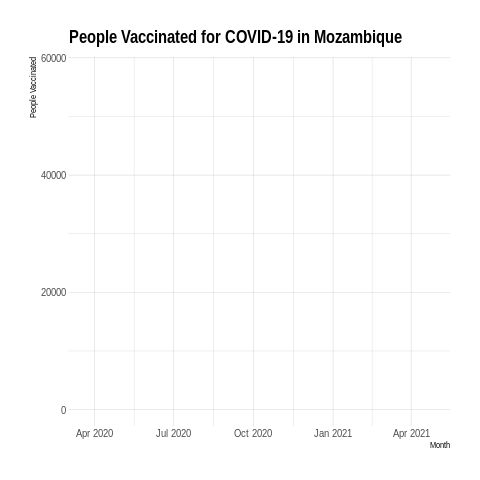 People Vaccinated for COVID-19 in Mozambique
People Vaccinated
60000
40000
20000
0
Apr 2020 Jul 2020 Oct 2020 Jan 2021 Apr 2021
Month